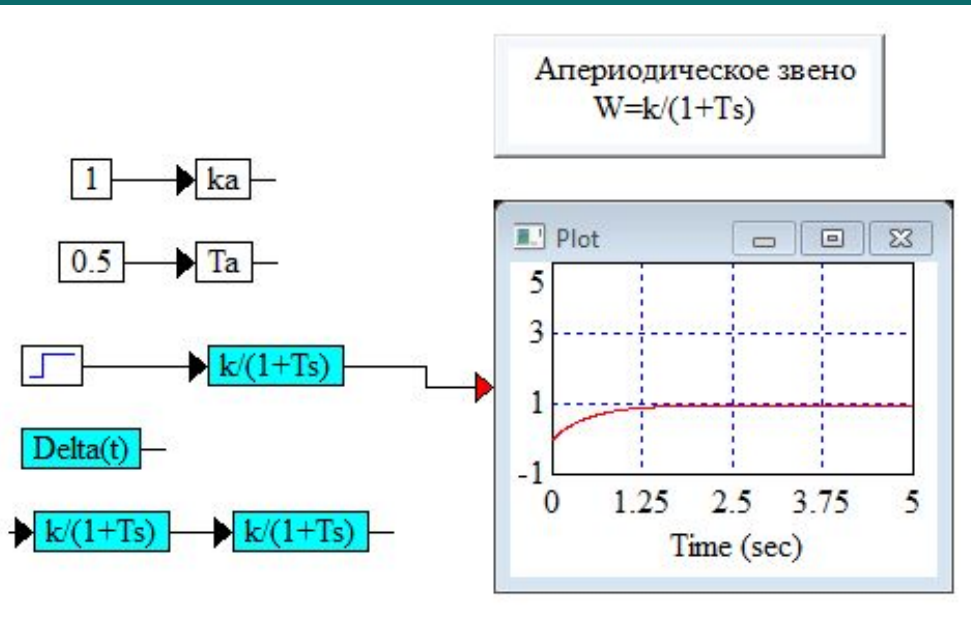 Апериодическое звено
W=k/(1+Ts)
1 ka
0.5 Ta
k/(1+Ts)
Delta(t)
k/(1+Ts) k/(1+Ts)
Plot
5
3
1
-1
0 1.25 2.5 3.75 5
Time (sec)